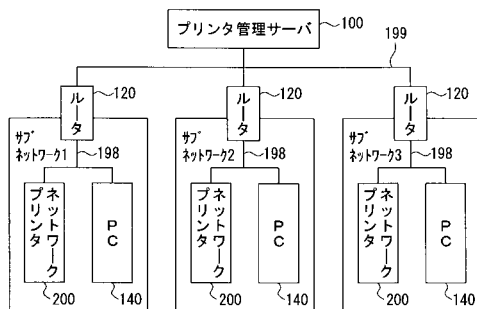 プリンタ管理サーバ
100
199
ルータ
120
ルータ
120
ルータ
120
サブ
ネットワーク1
198
サブ
ネットワーク2
198
サブ
ネットワーク3
198
ネットワーク
プリンタ
PC
ネットワーク
プリンタ
PC
ネットワーク
プリンタ
PC
200
140
200
140
200
140